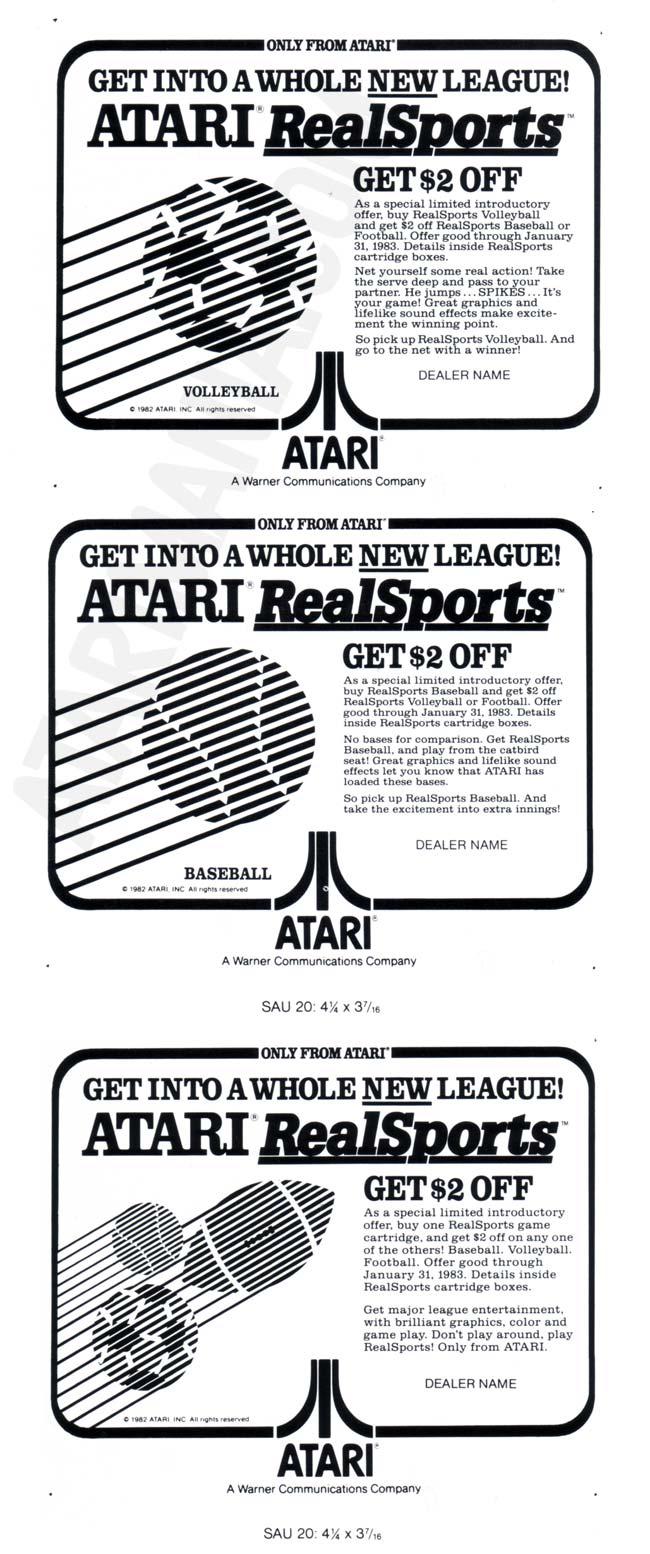 ONLY FROM ATARI®
GET INTO A WHOLE NEW LEAGUE!
ATARI® RealSports™
GET $2 OFF
As a special limited introductory
offer, buy RealSports Volleyball
and get $2 off RealSports Baseball or
Football. Offer good through January
31, 1983. Details inside RealSports
cartridge boxes.
Net yourself some real action! Take
the serve deep and pass to your
partner. He jumps...SPIKES...It's
your game! Great graphics and
lifelike sound effects make excite-
ment the winning point.
So pick up RealSports Volleyball. And
go to the net with a winner!
DEALER NAME
VOLLEYBALL
© 1982 ATARI, INC. All rights reserved
ATARI®
A Warner Communications Company
ONLY FROM ATARI®
GET INTO A WHOLE NEW LEAGUE!
ATARI® RealSports™
GET $2 OFF
As a special limited introductory offer,
buy RealSports Baseball and get $2 off
RealSports Volleyball or Football. Offer
good through January 31, 1983. Details
inside RealSports cartridge boxes.
No bases for comparison. Get RealSports
Baseball, and play from the catbird
seat! Great graphics and lifelike sound
effects let you know that ATARI has
loaded these bases.
So pick up RealSports Baseball. And
take the excitement into extra innings!
DEALER NAME
BASEBALL
© 1982 ATARI, INC. All rights reserved
ATARI®
A Warner Communications Company
SAU 20: 4¼ x 3⁷/₁₆
ONLY FROM ATARI®
GET INTO A WHOLE NEW LEAGUE!
ATARI® RealSports™
GET $2 OFF
As a special limited introductory
offer, buy one RealSports game
cartridge, and get $2 off on any one
of the others! Baseball. Volleyball.
Football. Offer good through
January 31, 1983. Details inside
RealSports cartridge boxes.
Get major league entertainment,
with brilliant graphics, color and
game play. Don't play around, play
RealSports! Only from ATARI.
DEALER NAME
© 1982 ATARI, INC. All rights reserved
ATARI®
A Warner Communications Company
SAU 20: 4¼ x 3⁷/₁₆
ATARIMANIA.COM